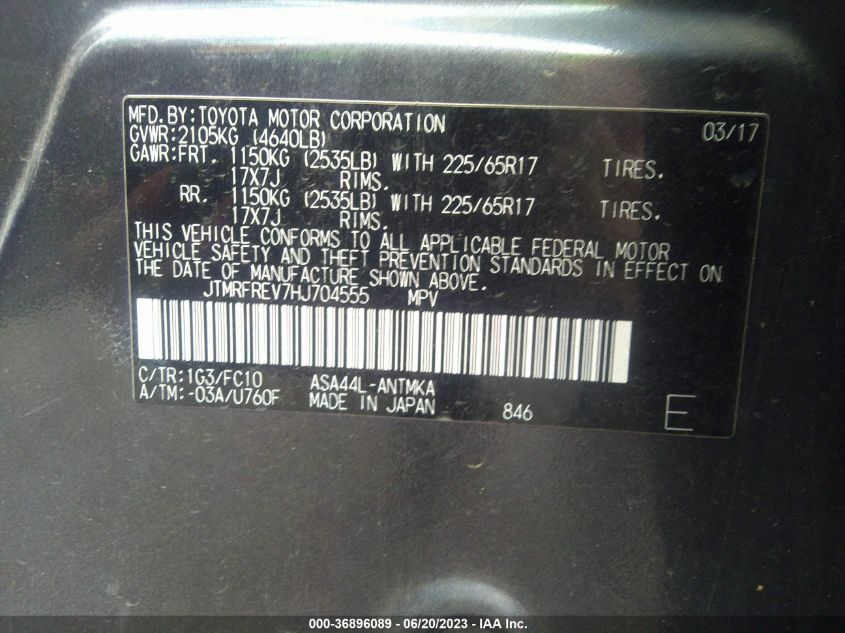 MFD.BY:TOYOTA MOTOR CORPORATION 03/17
GVWR:2105KG (4640LB)
GAWR:FRT. 1150KG (2535LB) WITH 225/65R17 TIRES.
17X7J RIMS.
RR. 1150KG (2535LB) WITH 225/65R17 TIRES.
17X7J RIMS.
THIS VEHICLE CONFORMS TO ALL APPLICABLE FEDERAL MOTOR
VEHICLE SAFETY AND THEFT PREVENTION STANDARDS IN EFFECT ON
THE DATE OF MANUFACTURE SHOWN ABOVE.
JTMRFREV7HJ704555 MPV
C/TR:1G3/FC10 ASA44L-ANTMKA
A/TM:-03A/U760F MADE IN JAPAN 846 E
000-36896089 - 06/20/2023 - IAA Inc.